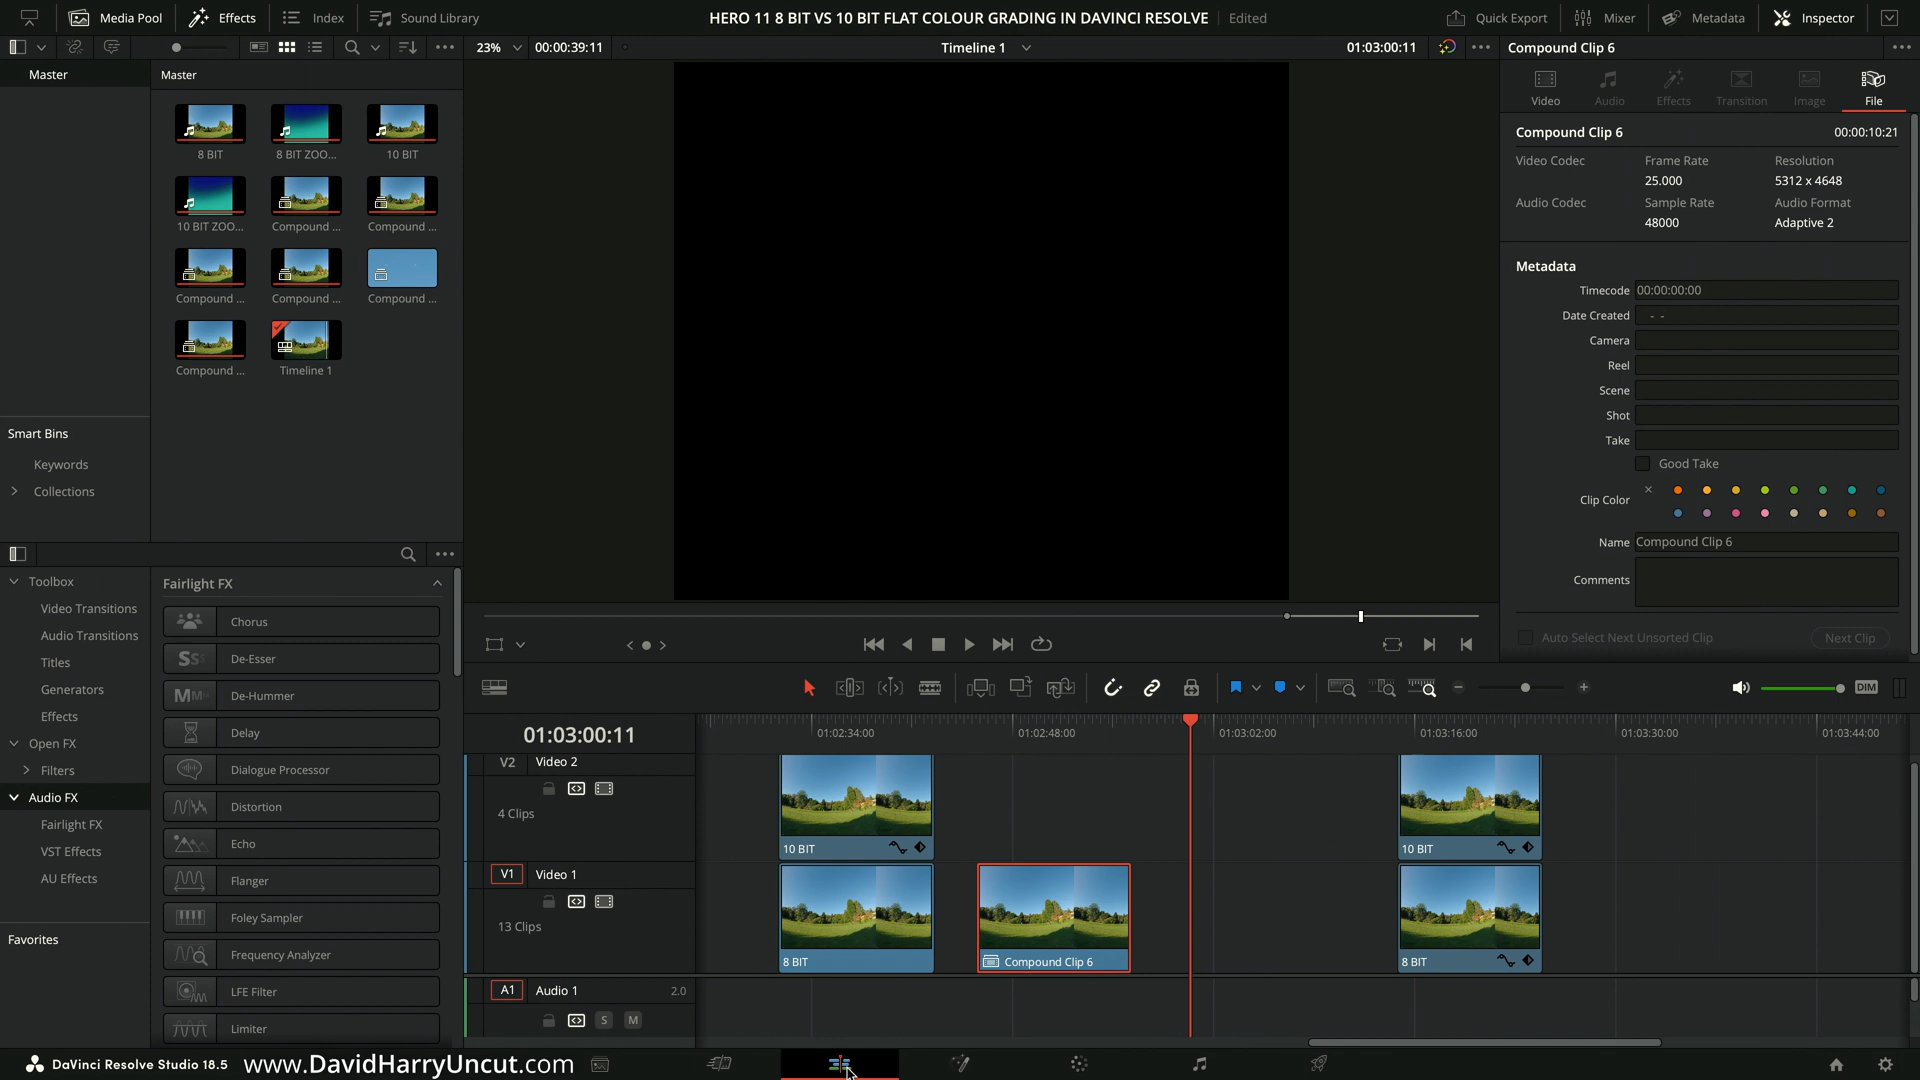 Media Pool
Effects
Index
Sound Library
HERO 11 8 BIT VS 10 BIT FLAT COLOUR GRADING IN DAVINCI RESOLVE
Edited
Quick Export
Mixer
Metadata
Inspector
23%
00:00:39:11
Timeline 1
01:03:00:11
Compound Clip 6
Master
Master
8 BIT
8 BIT ZOO...
10 BIT
10 BIT ZOO...
Compound ...
Compound ...
Compound ...
Compound ...
Compound ...
Compound ...
Timeline 1
Smart Bins
Keywords
Collections
Video
Audio
Effects
Transition
Image
File
Compound Clip 6
00:00:10:21
Video Codec
Frame Rate
Resolution
25.000
5312 x 4648
Audio Codec
Sample Rate
Audio Format
48000
Adaptive 2
Metadata
Timecode
00:00:00:00
Date Created
- -
Camera
Reel
Scene
Shot
Take
Good Take
Clip Color
Name
Compound Clip 6
Comments
Auto Select Next Unsorted Clip
Next Clip
Toolbox
Video Transitions
Audio Transitions
Titles
Generators
Effects
Open FX
Filters
Audio FX
Fairlight FX
VST Effects
AU Effects
Favorites
Fairlight FX
Chorus
De-Esser
De-Hummer
Delay
Dialogue Processor
Distortion
Echo
Flanger
Foley Sampler
Frequency Analyzer
LFE Filter
Limiter
DIM
01:03:00:11
01:02:34:00
01:02:48:00
01:03:02:00
01:03:16:00
01:03:30:00
01:03:44:00
V2
Video 2
4 Clips
10 BIT
10 BIT
V1
Video 1
13 Clips
8 BIT
Compound Clip 6
8 BIT
A1
Audio 1
2.0
S
M
DaVinci Resolve Studio 18.5
www.DavidHarryUncut.com